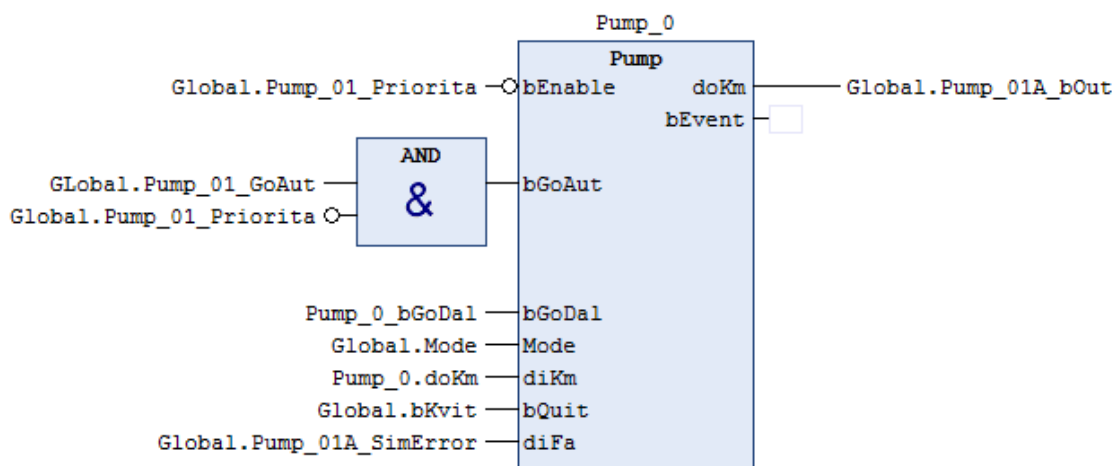 Pump_0
Pump
Global.Pump_01_Priorita bEnable doKm Global.Pump_01A_bOut
bEvent
AND
GLobal.Pump_01_GoAut & bGoAut
Global.Pump_01_Priorita
Pump_0_bGoDal bGoDal
Global.Mode Mode
Pump_0.doKm diKm
Global.bKvit bQuit
Global.Pump_01A_SimError diFa